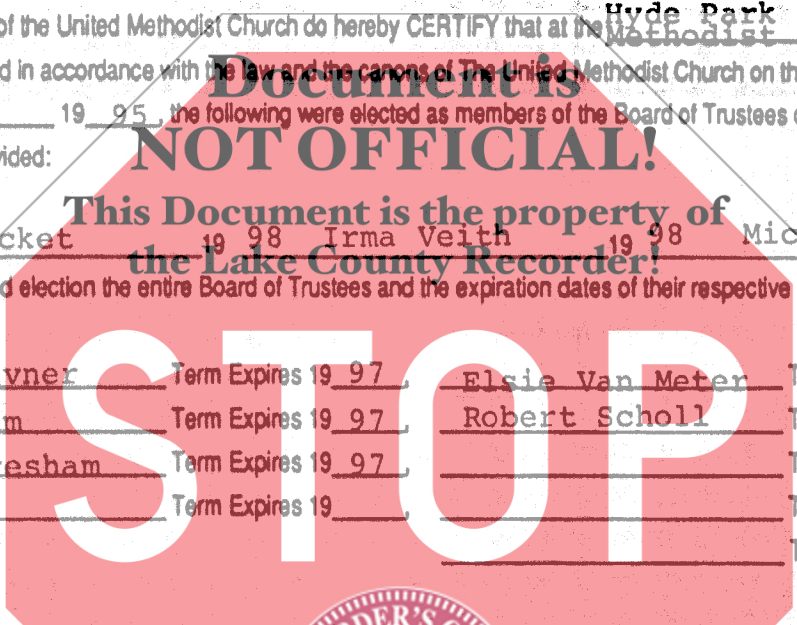 Hyde Park
of the United Methodist Church do hereby CERTIFY that at the Methodist
Document is
d in accordance with the law and the canons of The United Methodist Church on th
19 95, the following were elected as members of the Board of Trustees
vided:
NOT OFFICIAL!
This Document is the property of
cket 19 98 Irma Veith 19 98 Mic
the Lake County Recorder!
d election the entire Board of Trustees and the expiration dates of their respective
STOP
vner Term Expires 19 97, Elsie Van Meter T
m Term Expires 19 97, Robert Scholl T
esham Term Expires 19 97, T
Term Expires 19 , T
T
DER'S